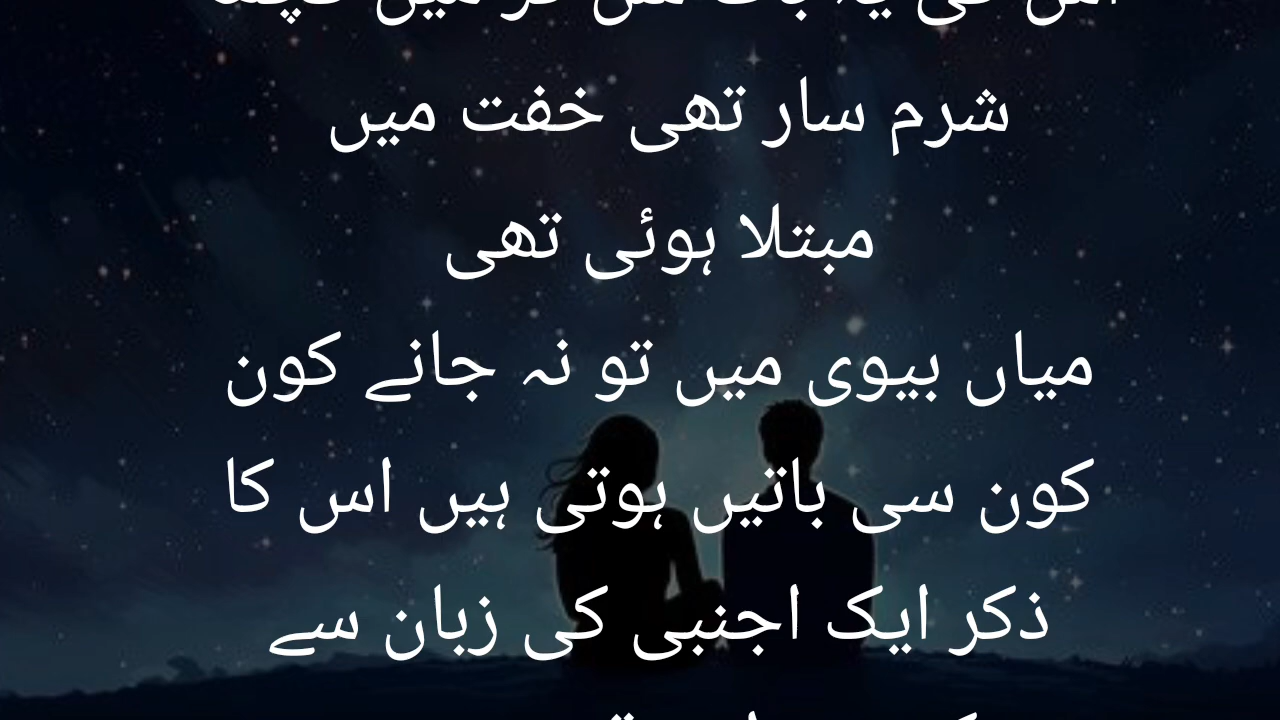 شرم سار تھی خفت میں
مبتلا ہوئی تھی
میاں بیوی میں تو نہ جانے کون
کون سی باتیں ہوتی ہیں اس کا
ذکر ایک اجنبی کی زبان سے